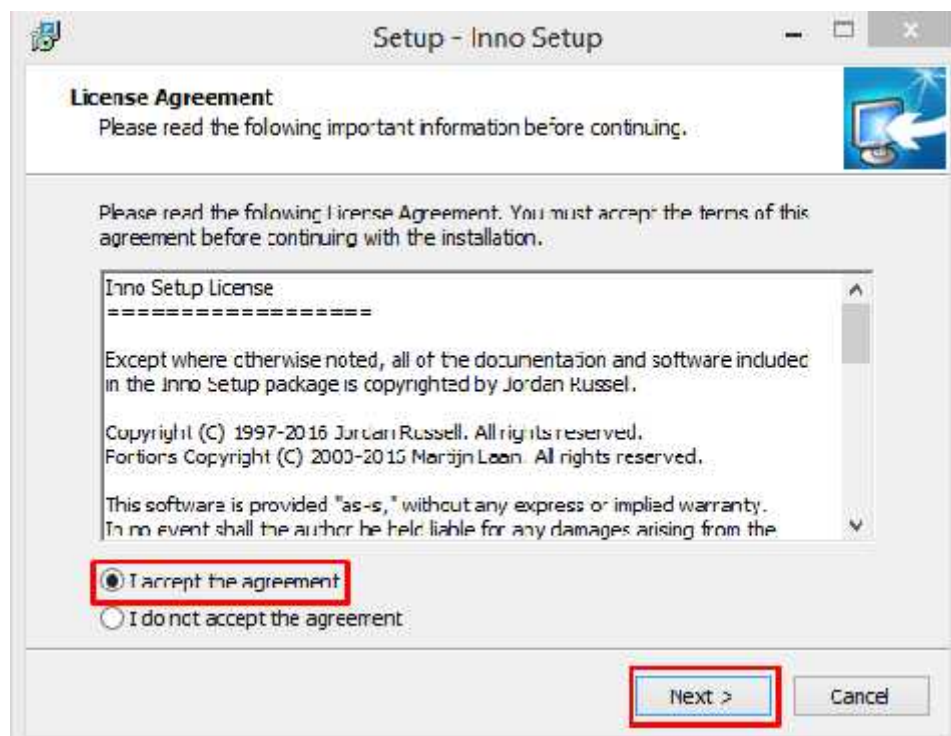 Setup - Inno Setup
License Agreement
Please read the following important information before continuing.
Please read the following License Agreement. You must accept the terms of this
agreement before continuing with the installation.
Inno Setup License
==================
Except where otherwise noted, all of the documentation and software included
in the Inno Setup package is copyrighted by Jordan Russell.
Copyright (C) 1997-2016 Jordan Russell. All rights reserved.
Portions Copyright (C) 2000-2016 Martijn Laan. All rights reserved.
This software is provided "as-is," without any express or implied warranty.
In no event shall the author be held liable for any damages arising from the
I accept the agreement
I do not accept the agreement
Next >
Cancel